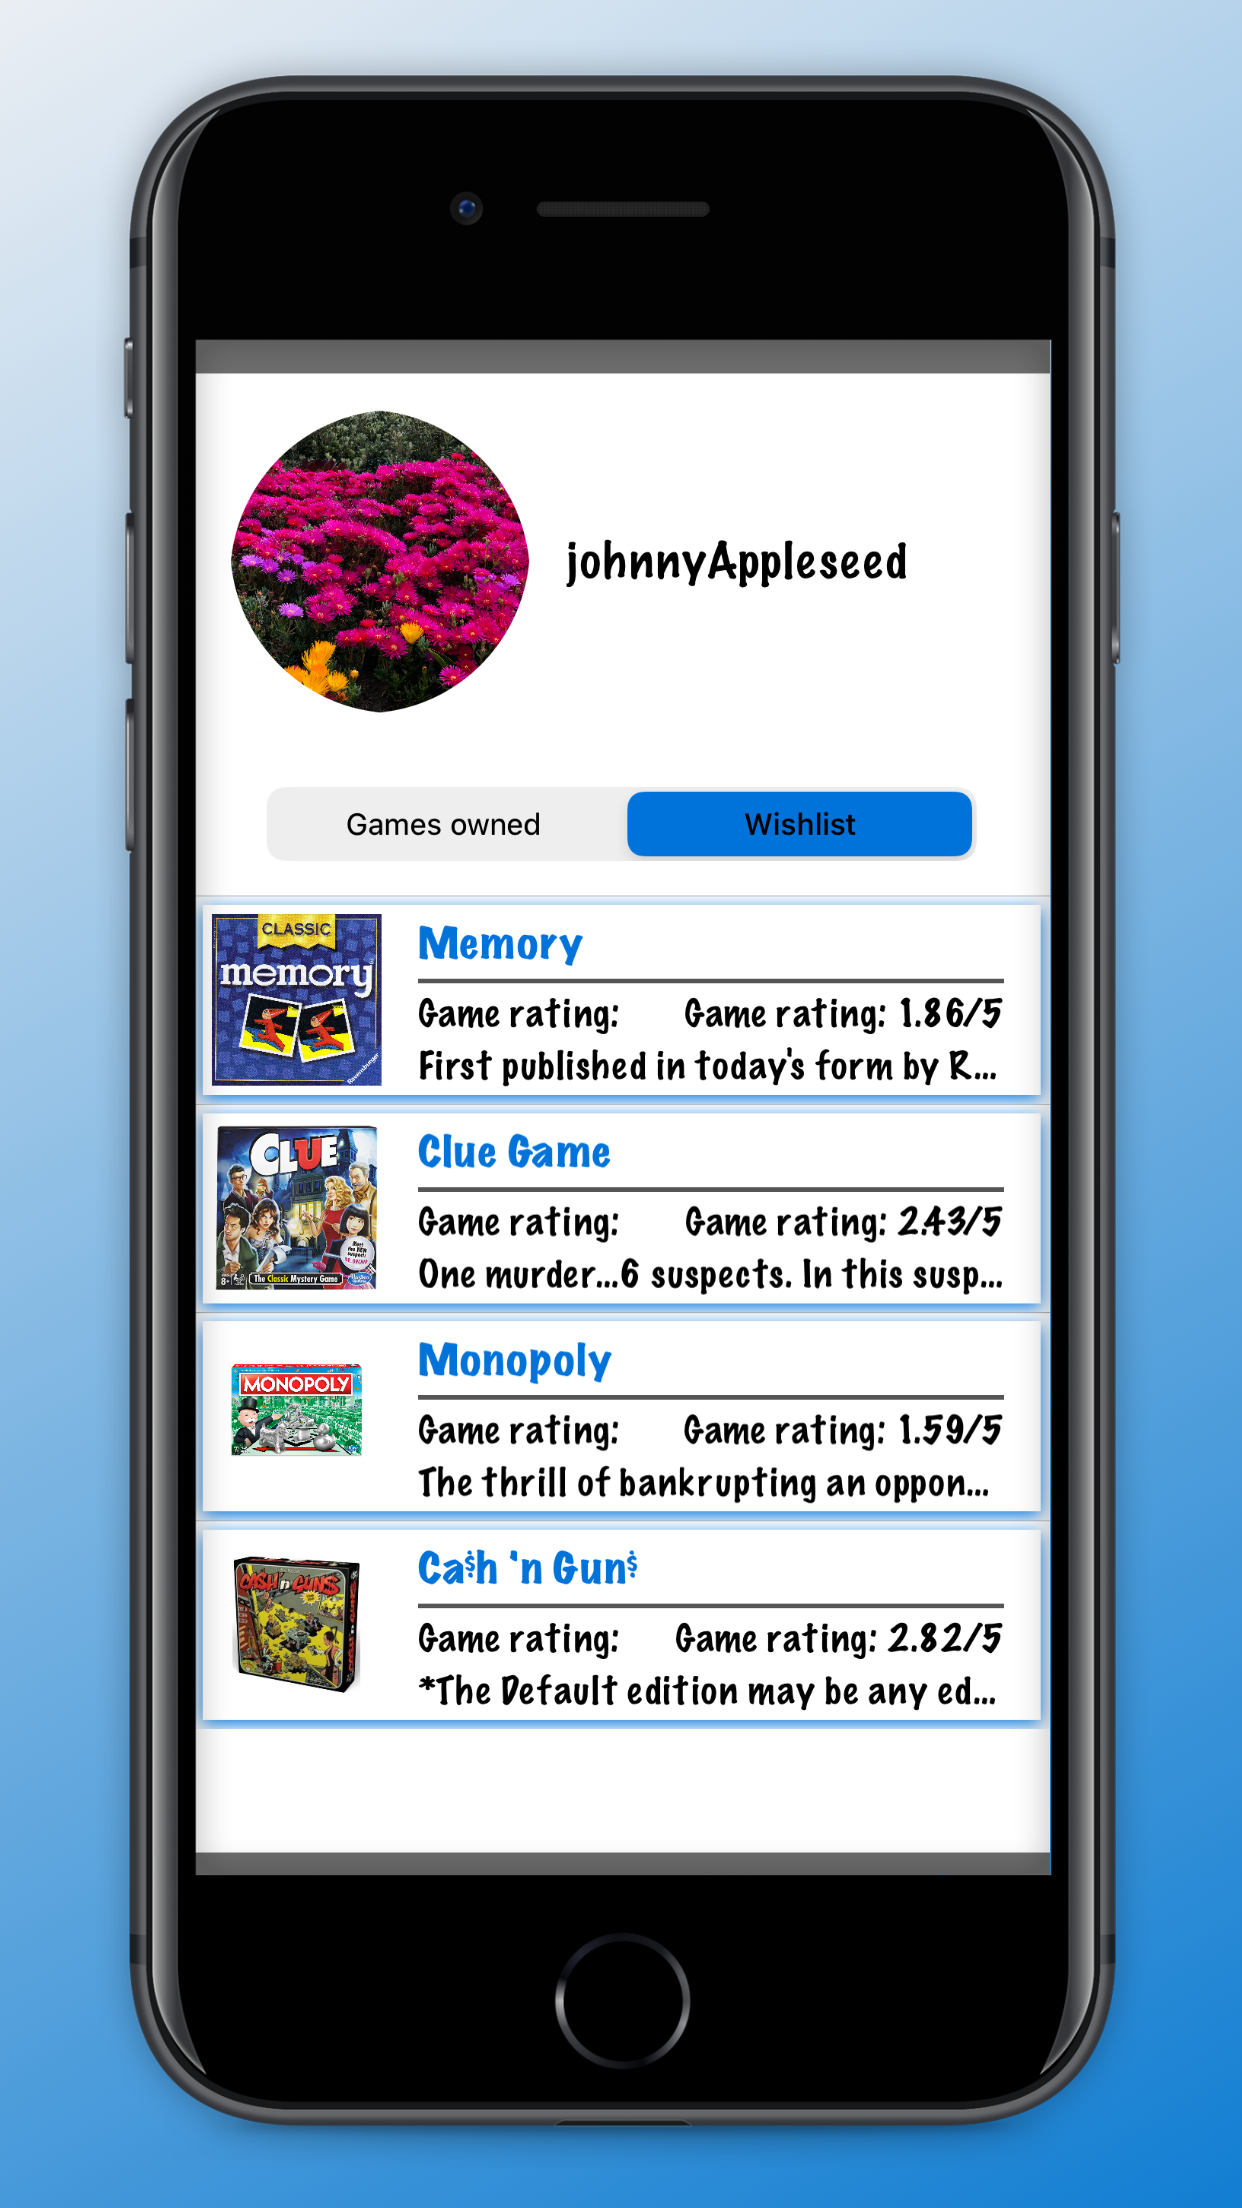 johnnyAppleseed
Games owned
Wishlist
CLASSIC
memory
Ravensburger
Memory
Game rating: Game rating: 1.86/5
First published in today's form by R...
CLUE
The Classic Mystery Game
8+
Clue Game
Game rating: Game rating: 2.43/5
One murder...6 suspects. In this susp...
MONOPOLY
Monopoly
Game rating: Game rating: 1.59/5
The thrill of bankrupting an oppon...
CASH 'n GUNS
Ca$h 'n Gun$
Game rating: Game rating: 2.82/5
*The Default edition may be any ed...